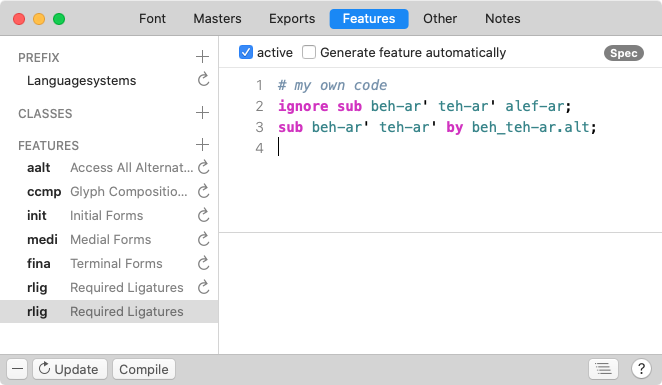 Font Masters Exports Features Other Notes
PREFIX
Languagesystems
CLASSES
FEATURES
aalt Access All Alternat…
ccmp Glyph Compositio…
init Initial Forms
medi Medial Forms
fina Terminal Forms
rlig Required Ligatures
rlig Required Ligatures
active Generate feature automatically Spec
1 # my own code
2 ignore sub beh-ar' teh-ar' alef-ar;
3 sub beh-ar' teh-ar' by beh_teh-ar.alt;
4
Update Compile ?